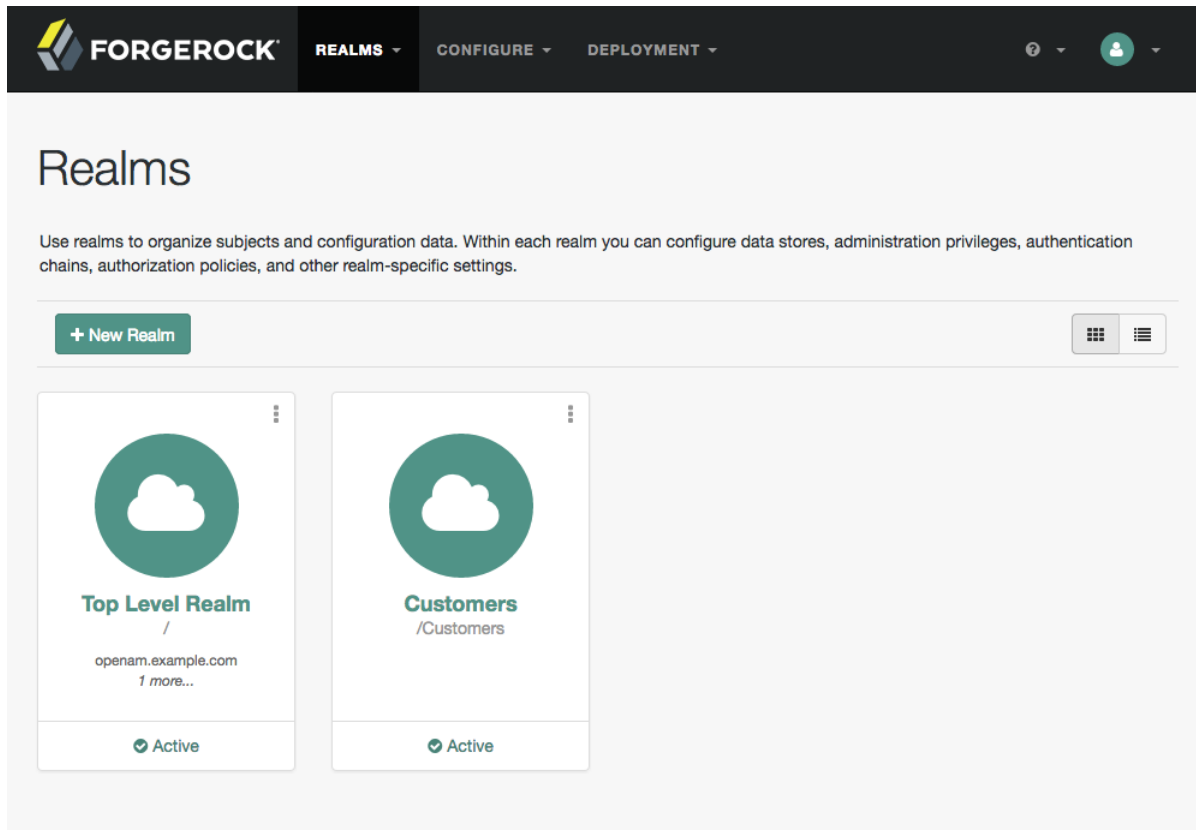 FORGEROCK REALMS CONFIGURE DEPLOYMENT
Realms
Use realms to organize subjects and configuration data. Within each realm you can configure data stores, administration privileges, authentication
chains, authorization policies, and other realm-specific settings.
+ New Realm
Top Level Realm
/
openam.example.com
1 more...
Active
Customers
/Customers
Active